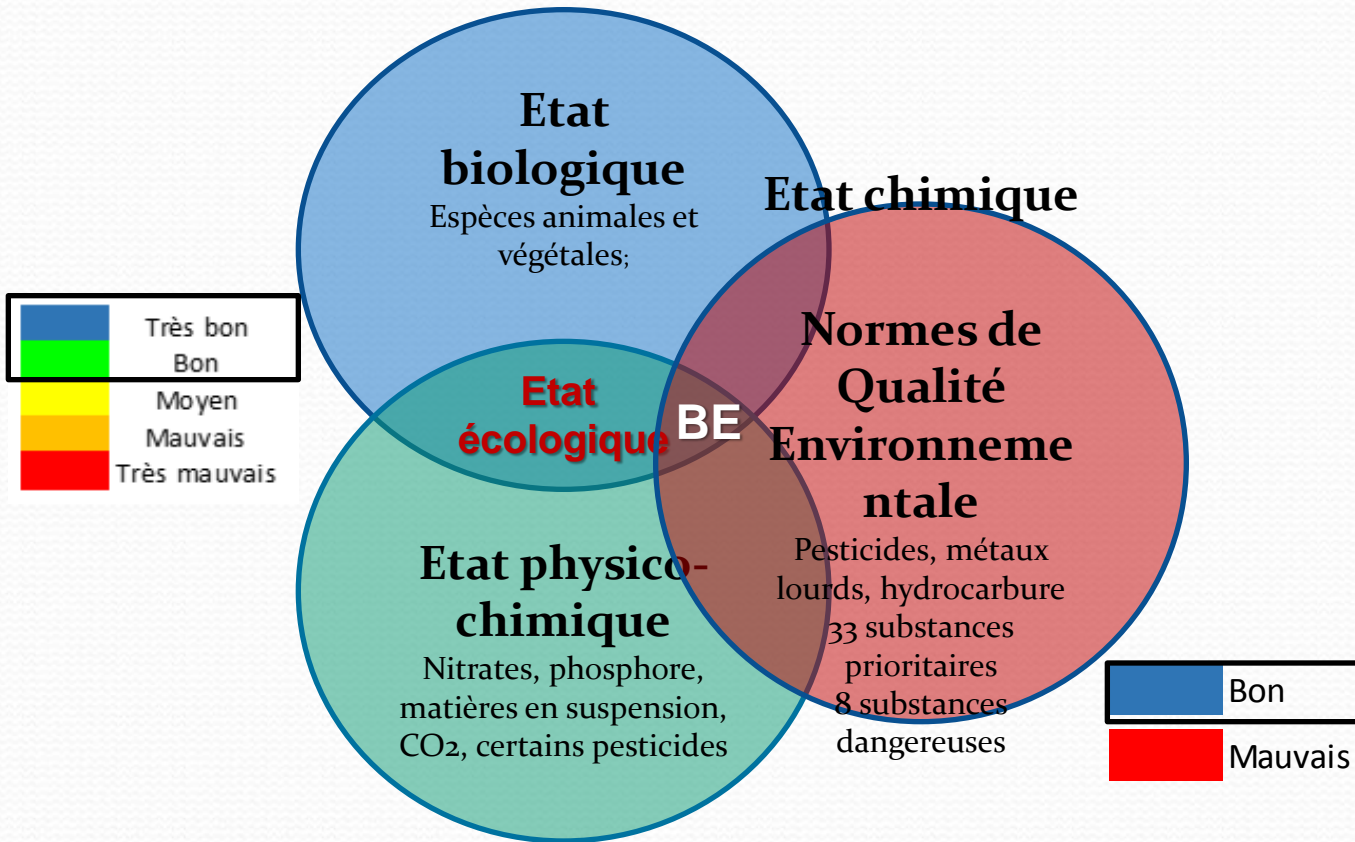 Etat
biologique
Espèces animales et
végétales;
Etat chimique
Normes de
Qualité
Environneme
ntale
Pesticides, métaux
lourds, hydrocarbure
33 substances
prioritaires
8 substances
dangereuses
Très bon
Bon
Moyen
Mauvais
Très mauvais
Etat
écologique
BE
Etat physico-
chimique
Nitrates, phosphore,
matières en suspension,
CO2, certains pesticides
Bon
Mauvais